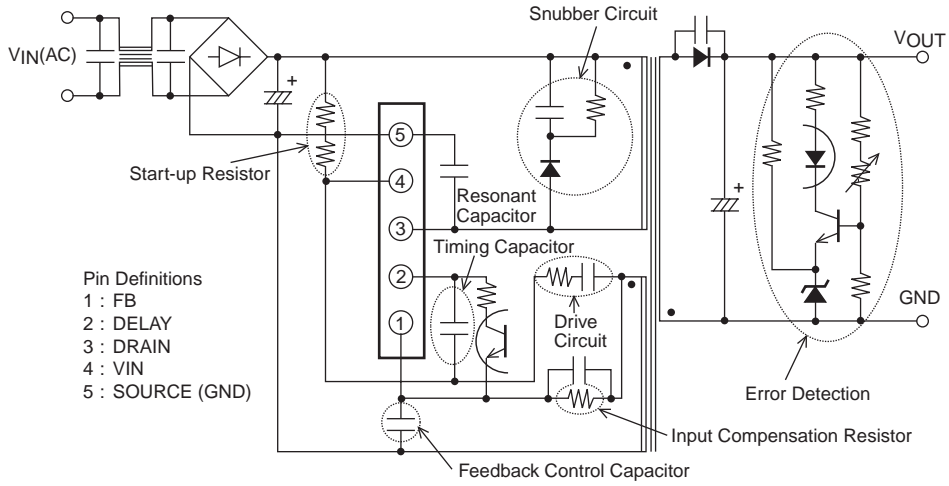 Snubber Circuit
VIN(AC)
VOUT
+
5
Start-up Resistor
4
Resonant
Capacitor
+
3
Timing Capacitor
Pin Definitions
1 : FB
2 : DELAY
3 : DRAIN
4 : VIN
5 : SOURCE (GND)
2
1
Drive
Circuit
GND
Error Detection
Input Compensation Resistor
Feedback Control Capacitor